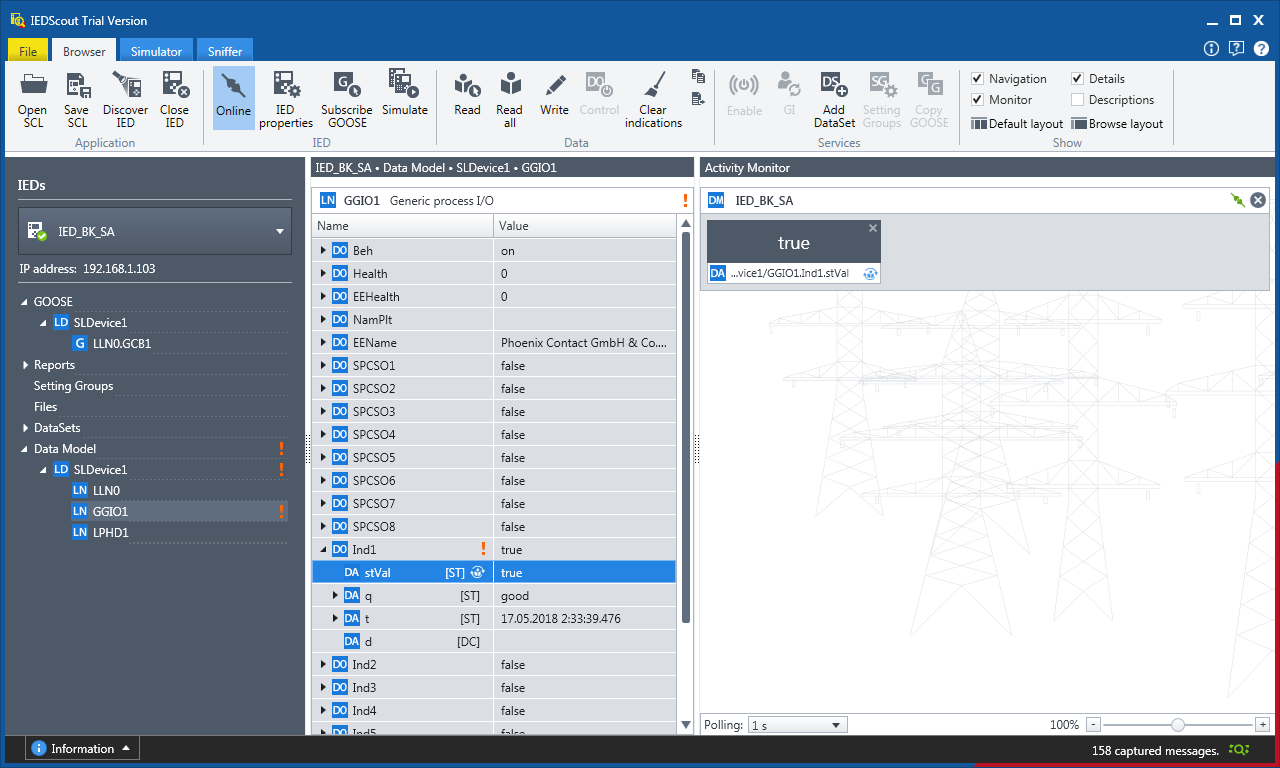 IEDScout Trial Version
File Browser Simulator Sniffer
Open SCL
Save SCL
Discover IED
Close IED
Application
Online
IED properties
Subscribe GOOSE
Simulate
IED
Read
Read all
Write
Control
Clear indications
Data
Enable
GI
Add DataSet
Setting Groups
Copy GOOSE
Services
Navigation
Details
Monitor
Descriptions
Default layout
Browse layout
Show
IEDs
IED_BK_SA
IP address: 192.168.1.103
GOOSE
LD SLDevice1
G LLN0.GCB1
Reports
Setting Groups
Files
DataSets
Data Model !
LD SLDevice1 !
LN LLN0
LN GGIO1 !
LN LPHD1
IED_BK_SA • Data Model • SLDevice1 • GGIO1
LN GGIO1 Generic process I/O !
Name Value
DO Beh on
DO Health 0
DO EEHealth 0
DO NamPlt
DO EEName Phoenix Contact GmbH & Co....
DO SPCSO1 false
DO SPCSO2 false
DO SPCSO3 false
DO SPCSO4 false
DO SPCSO5 false
DO SPCSO6 false
DO SPCSO7 false
DO SPCSO8 false
DO Ind1 ! true
DA stVal [ST] true
DA q [ST] good
DA t [ST] 17.05.2018 2:33:39.476
DA d [DC]
DO Ind2 false
DO Ind3 false
DO Ind4 false
DO Ind5 false
Activity Monitor
DM IED_BK_SA
true
DA ...vice1/GGIO1.Ind1.stVal
Polling: 1 s
100% - +
Information
158 captured messages.